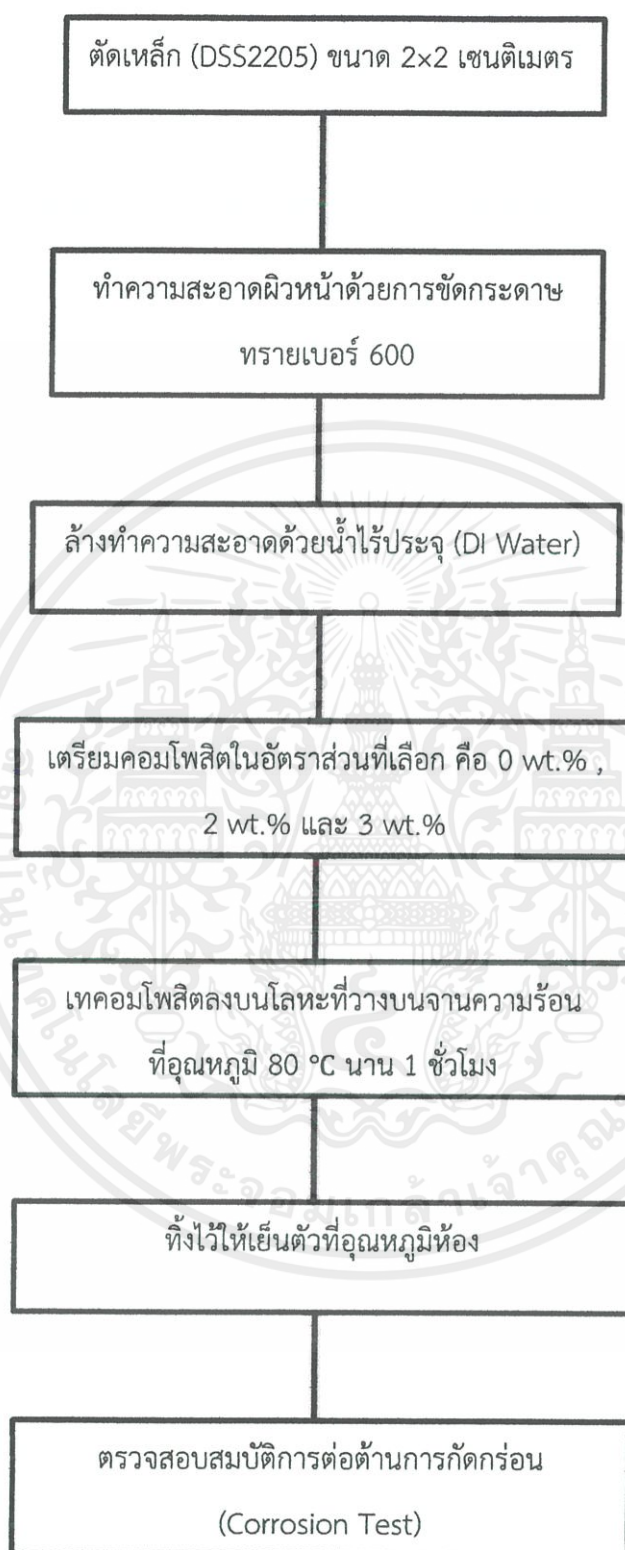 ตัดเหล็ก (DSS2205) ขนาด 2×2 เซนติเมตร
ทำความสะอาดผิวหน้าด้วยการขัดกระดาษ
ทรายเบอร์ 600
ล้างทำความสะอาดด้วยน้ำไร้ประจุ (DI Water)
เตรียมคอมโพสิตในอัตราส่วนที่เลือก คือ 0 wt.% ,
2 wt.% และ 3 wt.%
เทคอมโพสิตลงบนโลหะที่วางบนจานความร้อน
ที่อุณหภูมิ 80 °C นาน 1 ชั่วโมง
ทิ้งไว้ให้เย็นตัวที่อุณหภูมิห้อง
ตรวจสอบสมบัติการต่อต้านการกัดกร่อน
(Corrosion Test)